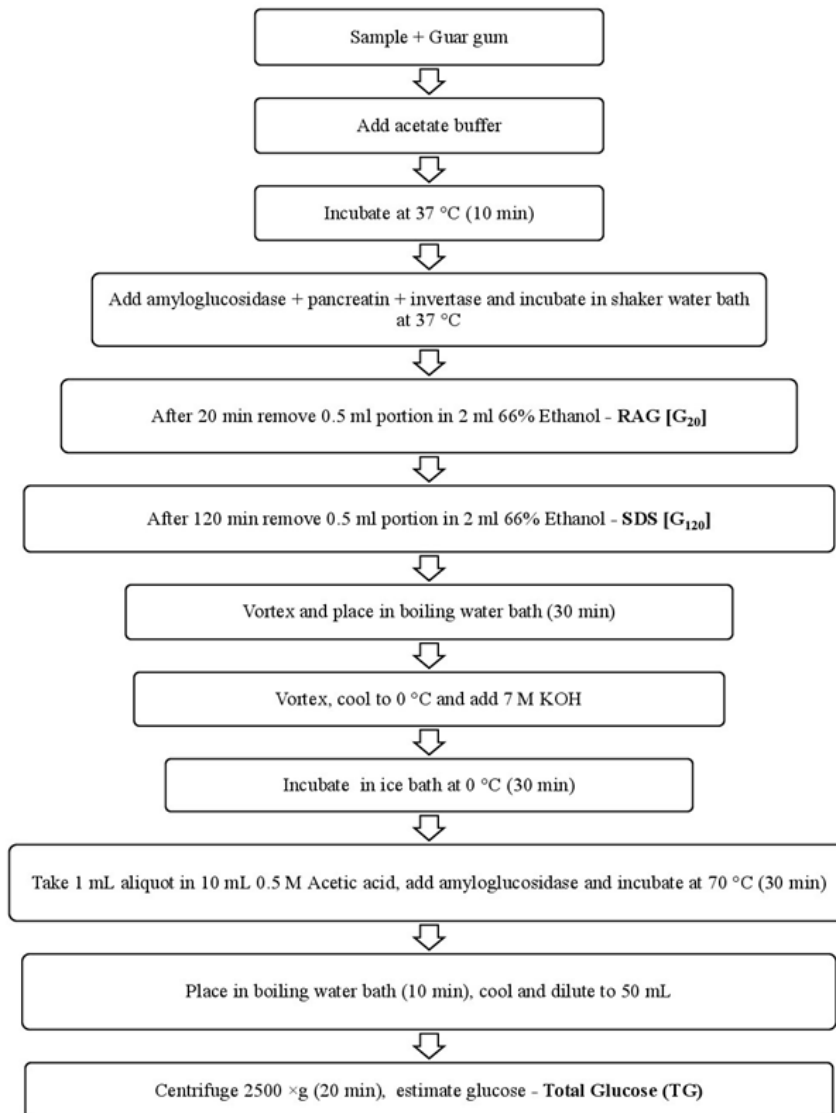 Sample + Guar gum
Add acetate buffer
Incubate at 37 °C (10 min)
Add amyloglucosidase + pancreatin + invertase and incubate in shaker water bath
at 37 °C
After 20 min remove 0.5 ml portion in 2 ml 66% Ethanol - RAG [G₂₀]
After 120 min remove 0.5 ml portion in 2 ml 66% Ethanol - SDS [G₁₂₀]
Vortex and place in boiling water bath (30 min)
Vortex, cool to 0 °C and add 7 M KOH
Incubate in ice bath at 0 °C (30 min)
Take 1 mL aliquot in 10 mL 0.5 M Acetic acid, add amyloglucosidase and incubate at 70 °C (30 min)
Place in boiling water bath (10 min), cool and dilute to 50 mL
Centrifuge 2500 ×g (20 min), estimate glucose - Total Glucose (TG)